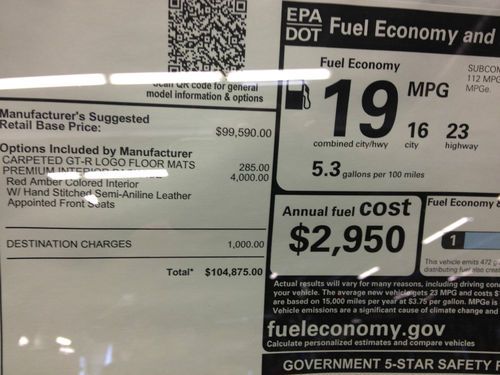 Scan QR code for general
model information & options
Manufacturer's Suggested
Retail Base Price: $99,590.00
Options Included by Manufacturer
CARPETED GT-R LOGO FLOOR MATS 285.00
PREMIUM INTERIOR 4,000.00
Red Amber Colored Interior
W/ Hand Stitched Semi-Aniline Leather
Appointed Front Seats
DESTINATION CHARGES 1,000.00
Total* $104,875.00
EPA
DOT Fuel Economy and
Fuel Economy
SUBCOM
112 MPG
MPGe.
19 MPG
16 23
combined city/hwy city highway
5.3 gallons per 100 miles
Annual fuel cost
$2,950
Fuel Economy &
1
This vehicle emits 472 g
distributing fuel also crea
Actual results will vary for many reasons, including driving con
your vehicle. The average new vehicle gets 23 MPG and costs $
are based on 15,000 miles per year at $3.75 per gallon. MPGe is
Vehicle emissions are a significant cause of climate change and
fueleconomy.gov
Calculate personalized estimates and compare vehicles
GOVERNMENT 5-STAR SAFETY